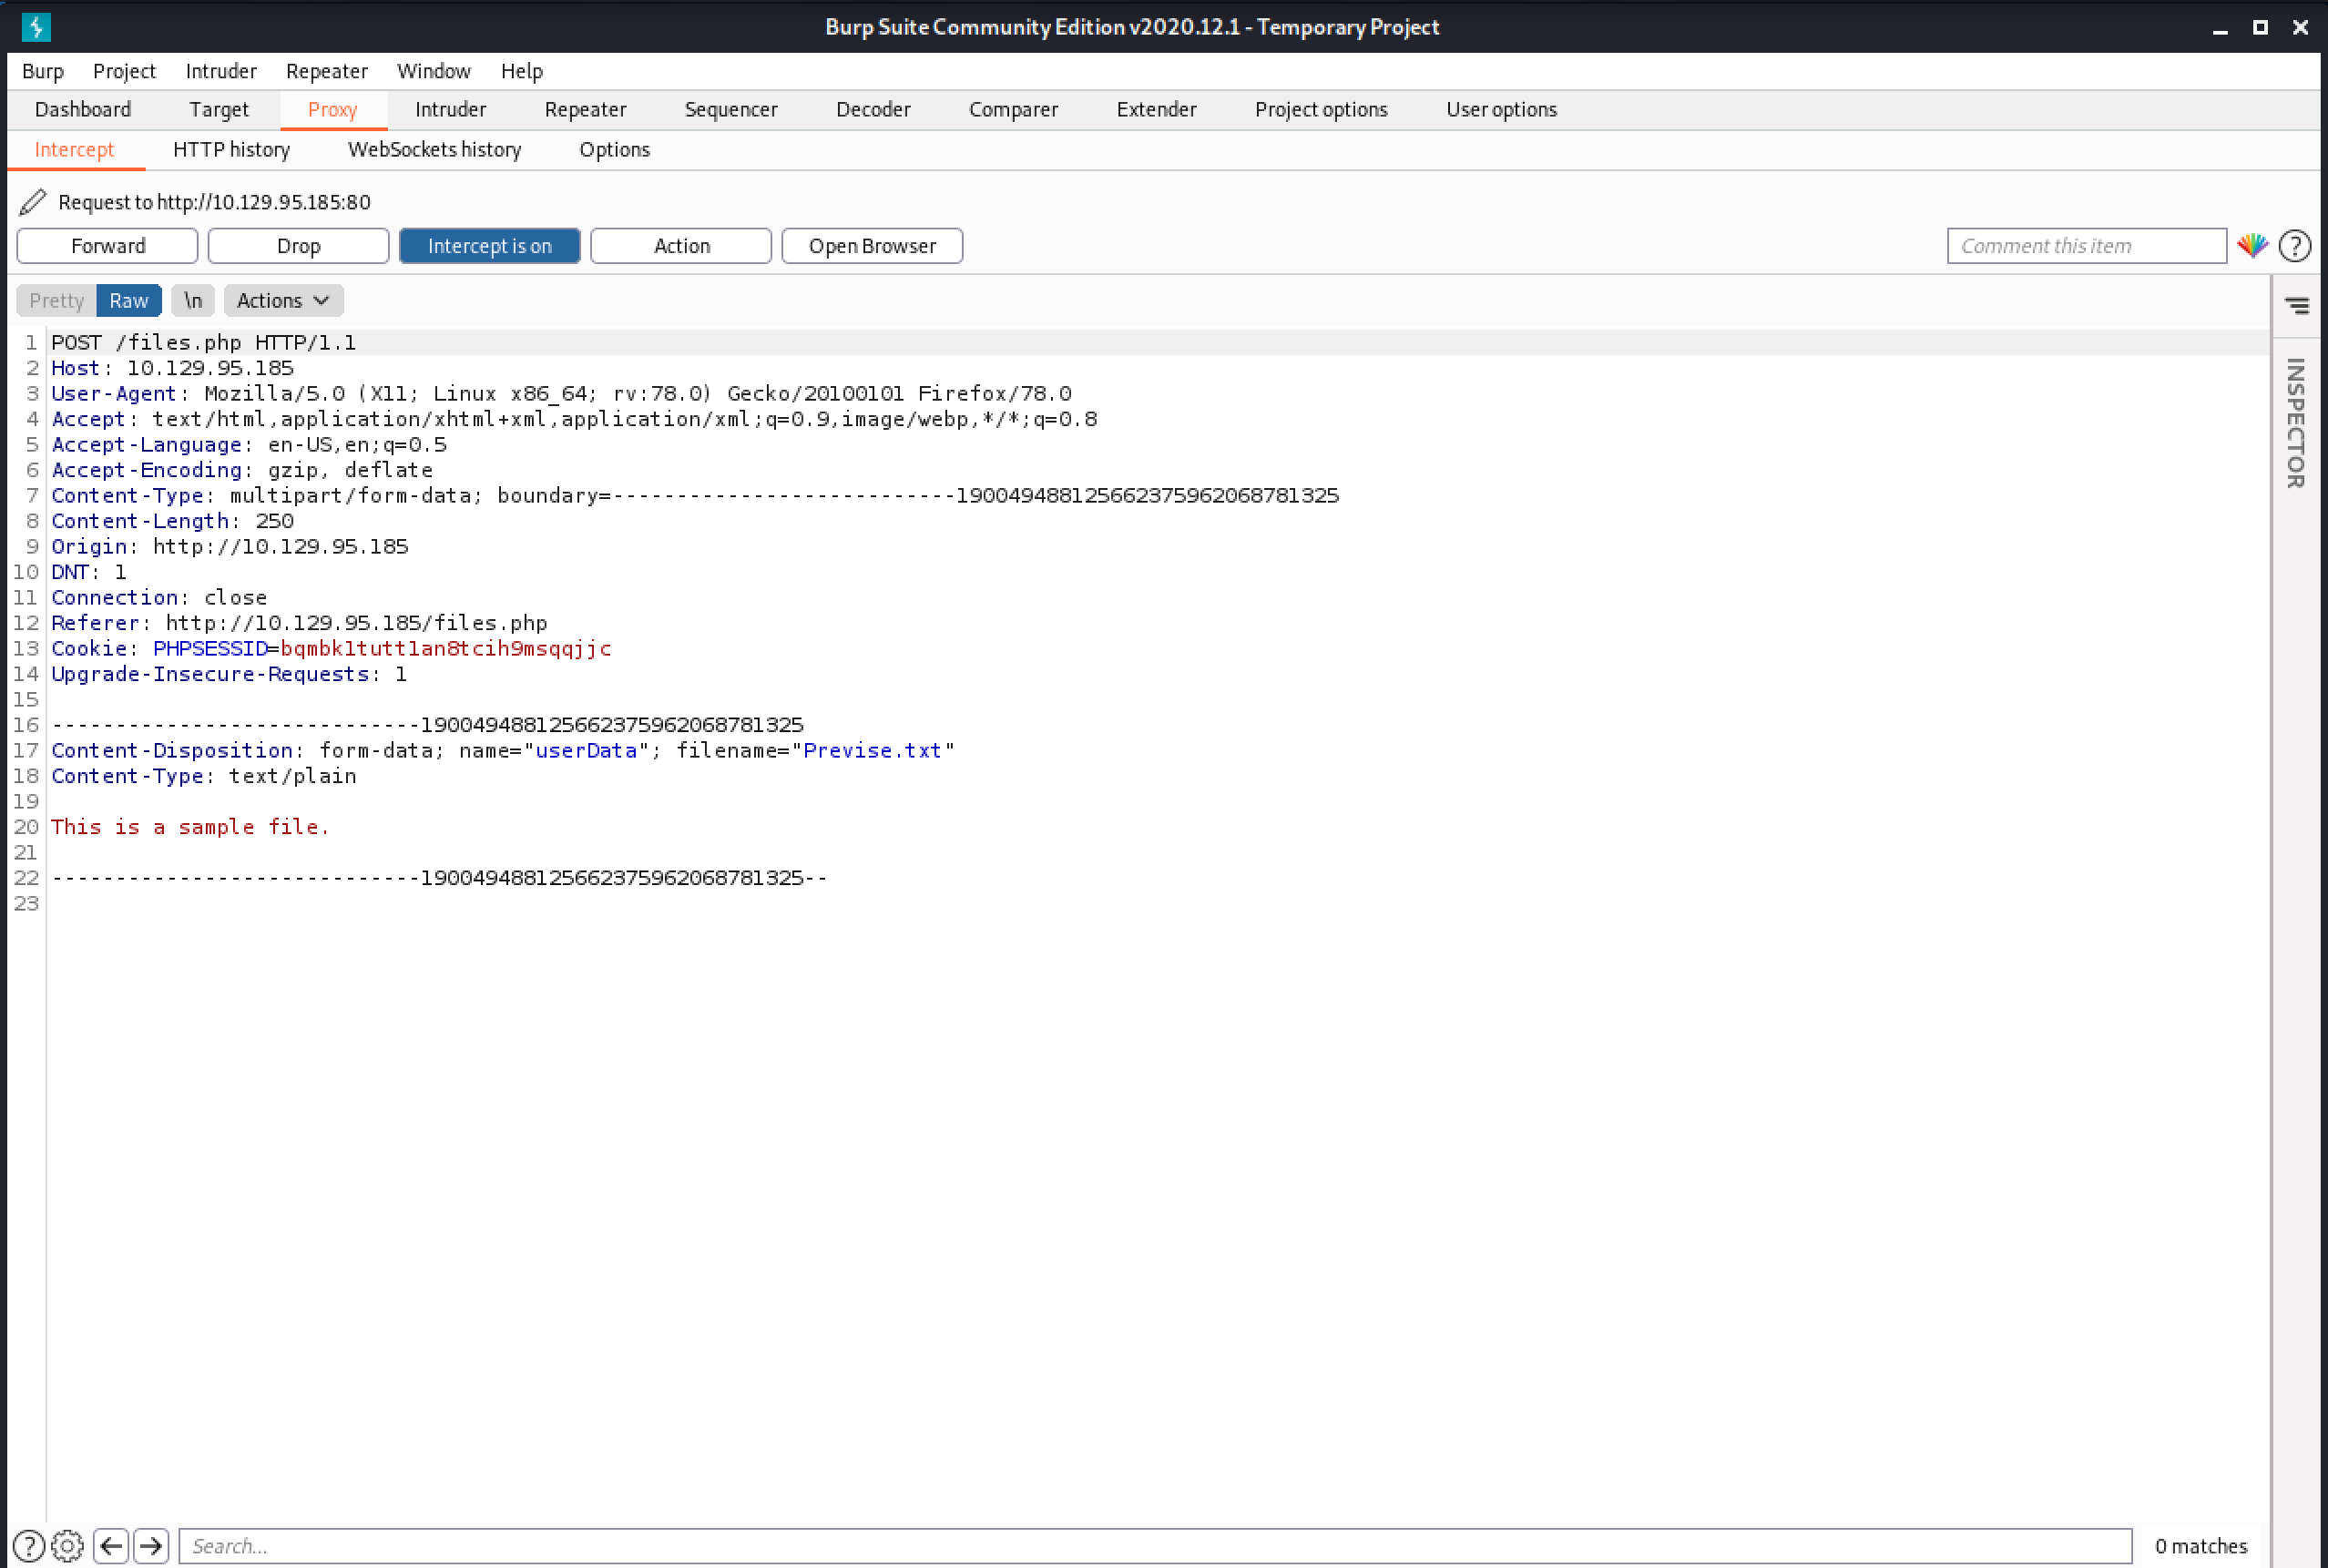 Burp Suite Community Edition v2020.12.1 - Temporary Project
Burp Project Intruder Repeater Window Help
Dashboard Target Proxy Intruder Repeater Sequencer Decoder Comparer Extender Project options User options
Intercept HTTP history WebSockets history Options
Request to http://10.129.95.185:80
Forward Drop Intercept is on Action Open Browser Comment this item ?
Pretty Raw \n Actions
INSPECTOR
1 POST /files.php HTTP/1.1
2 Host: 10.129.95.185
3 User-Agent: Mozilla/5.0 (X11; Linux x86_64; rv:78.0) Gecko/20100101 Firefox/78.0
4 Accept: text/html,application/xhtml+xml,application/xml;q=0.9,image/webp,*/*;q=0.8
5 Accept-Language: en-US,en;q=0.5
6 Accept-Encoding: gzip, deflate
7 Content-Type: multipart/form-data; boundary=---------------------------190049488125662375962068781325
8 Content-Length: 250
9 Origin: http://10.129.95.185
10 DNT: 1
11 Connection: close
12 Referer: http://10.129.95.185/files.php
13 Cookie: PHPSESSID=bqmbk1tutt1an8tcih9msqqjjc
14 Upgrade-Insecure-Requests: 1
15
16 -----------------------------190049488125662375962068781325
17 Content-Disposition: form-data; name="userData"; filename="Previse.txt"
18 Content-Type: text/plain
19
20 This is a sample file.
21
22 -----------------------------190049488125662375962068781325--
23
? Search... 0 matches